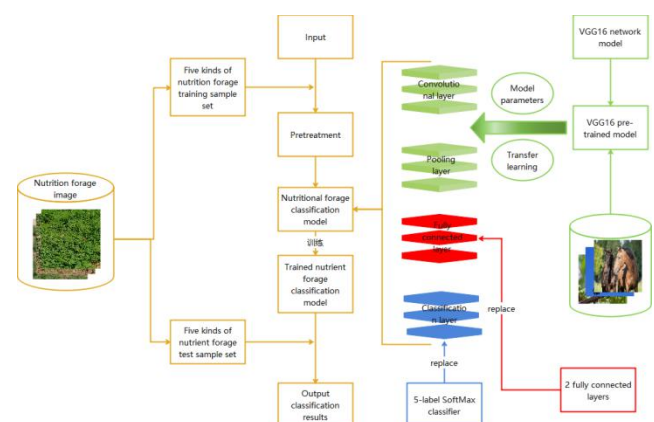 Input
VGG16 network
model
Five kinds of
nutrition forage
training sample
set
Convolutio
nal layer
Model
parameters
Pretreatment
VGG16 pre-
trained model
Pooling
layer
Transfer
learning
Nutrition forage
image
Nutritional forage
classification
model
Fully
connected
layer
训练
Trained nutrient
forage
classification
model
Classificatio
n layer
replace
Five kinds of
nutrient forage
test sample set
replace
Output
classification
results
5-label SoftMax
classifier
2 fully connected
layers